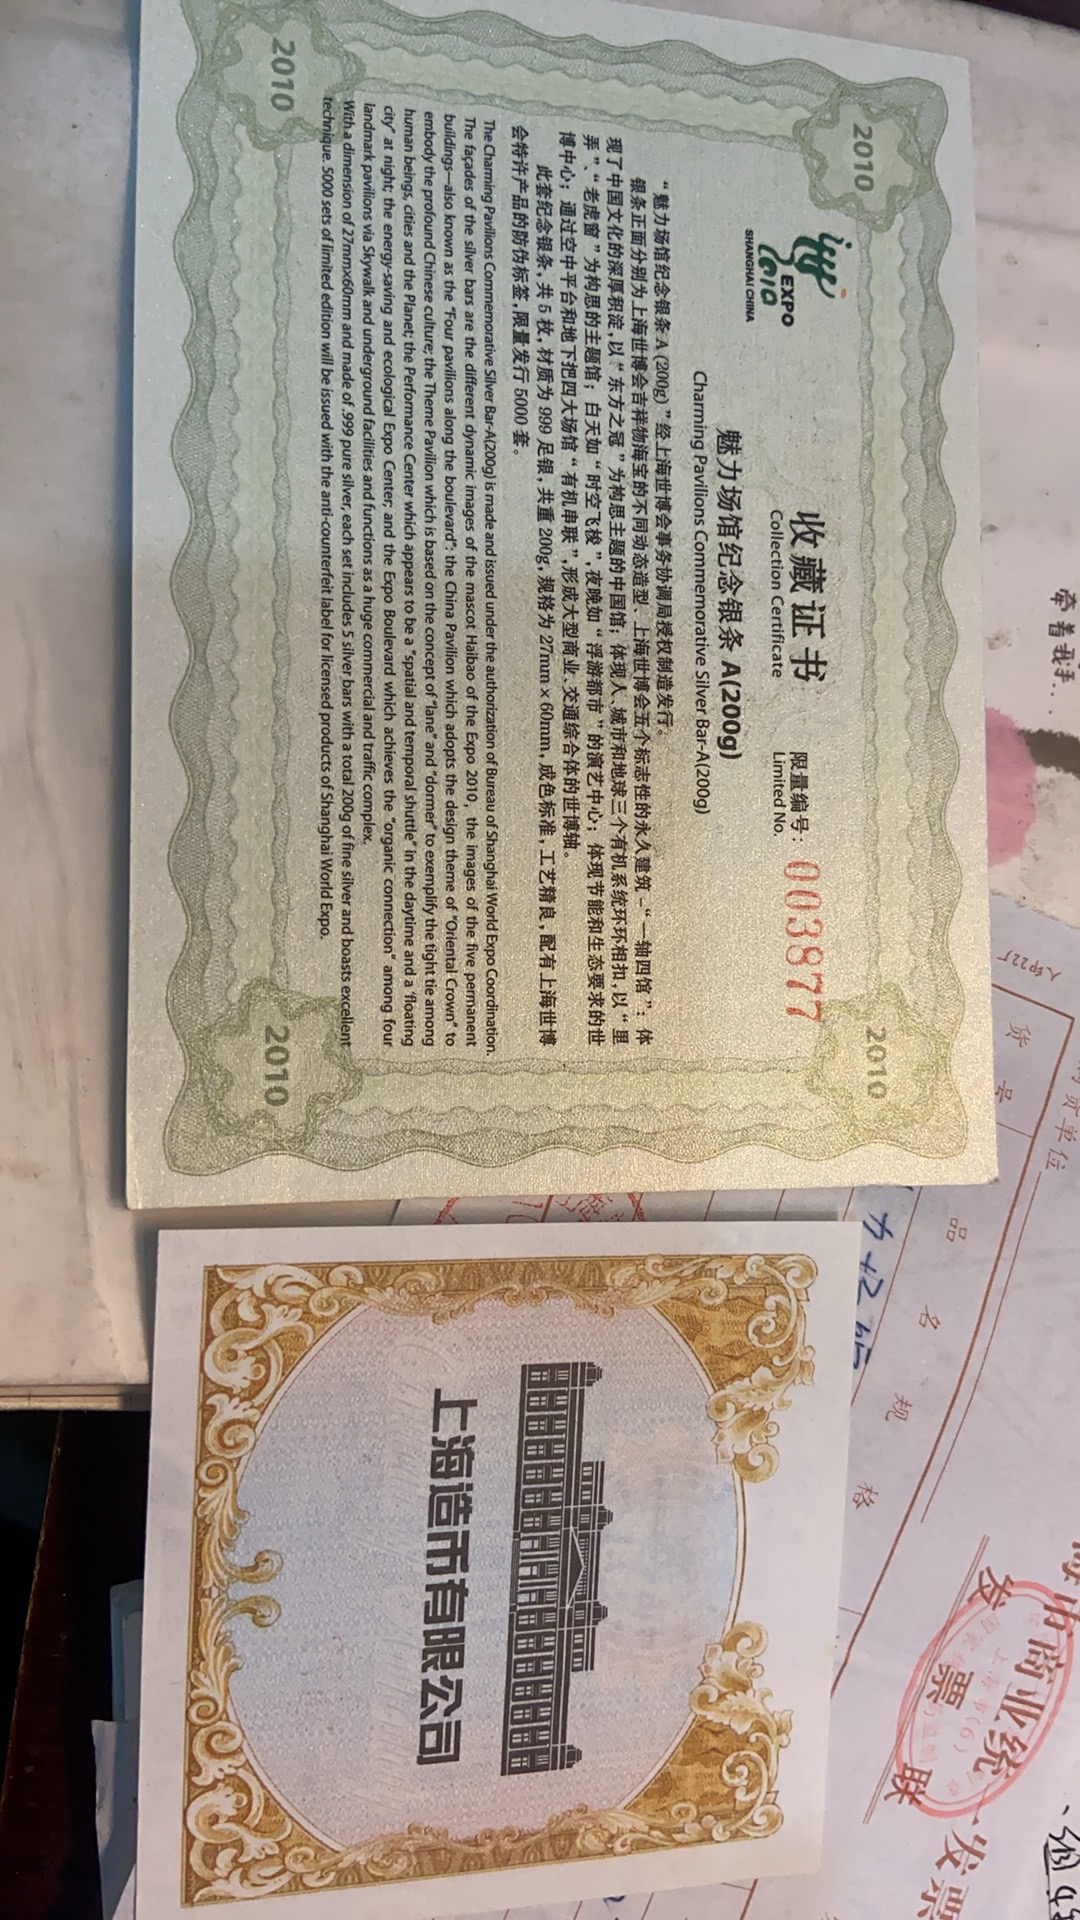 2010
2010
EXPO
2010
SHANGHAI CHINA
收藏证书
Collection Certificate
限量编号：
Limited No.
003877
魅力场馆纪念银条 A(200g)
Charming Pavilions Commemorative Silver Bar-A(200g)
“魅力场馆纪念银条 A (200g) ”经上海世博会事务协调局授权制造发行。
银条正面分别为上海世博会吉祥物海宝的不同动态造型、上海世博会五个标志性的永久建筑－“一轴四馆”：体
现了中国文化的深厚积淀，以“东方之冠”为构思主题的中国馆；体现人、城市和地球三个有机系统环环相扣，以“里
弄”、“老虎窗”为构思的主题馆；白天如“时空飞梭”，夜晚如“浮游都市”的演艺中心；体现节能和生态要求的世
博中心；通过空中平台和地下把四大场馆“有机串联”，形成大型商业、交通综合体的世博轴。
此套纪念银条，共 5 枚，材质为 999 足银，共重 200g，规格为 27mm×60mm，成色标准，工艺精良，配有上海世博
会特许产品的防伪标签，限量发行 5000 套。
The Charming Pavilions Commemorative Silver Bar-A(200g) is made and issued under the authorization of Bureau of Shanghai World Expo Coordination.
The façades of the silver bars are the different dynamic images of the mascot Haibao of the Expo 2010, the images of the five permanent
buildings—also known as the "Four pavilions along the boulevard": the China Pavilion which adopts the design theme of "Oriental Crown" to
embody the profound Chinese culture; the Theme Pavilion which is based on the concept of "lane" and "dormer" to exemplify the tight tie among
human beings, cities and the Planet; the Performance Center which appears to be a "spatial and temporal shuttle" in the daytime and a "floating
city" at night; the energy-saving and ecological Expo Center; and the Expo Boulevard which achieves the "organic connection" among four
landmark pavilions via Skywalk and underground facilities and functions as a huge commercial and traffic complex.
With a dimension of 27mm×60mm and made of .999 pure silver, each set includes 5 silver bars with a total 200g of fine silver and boasts excellent
technique. 5000 sets of limited edition will be issued with the anti-counterfeit label for licensed products of Shanghai World Expo.
2010
2010
上海造币有限公司
牵着我手..
货号
品名规格
市商业统
发票联
发票